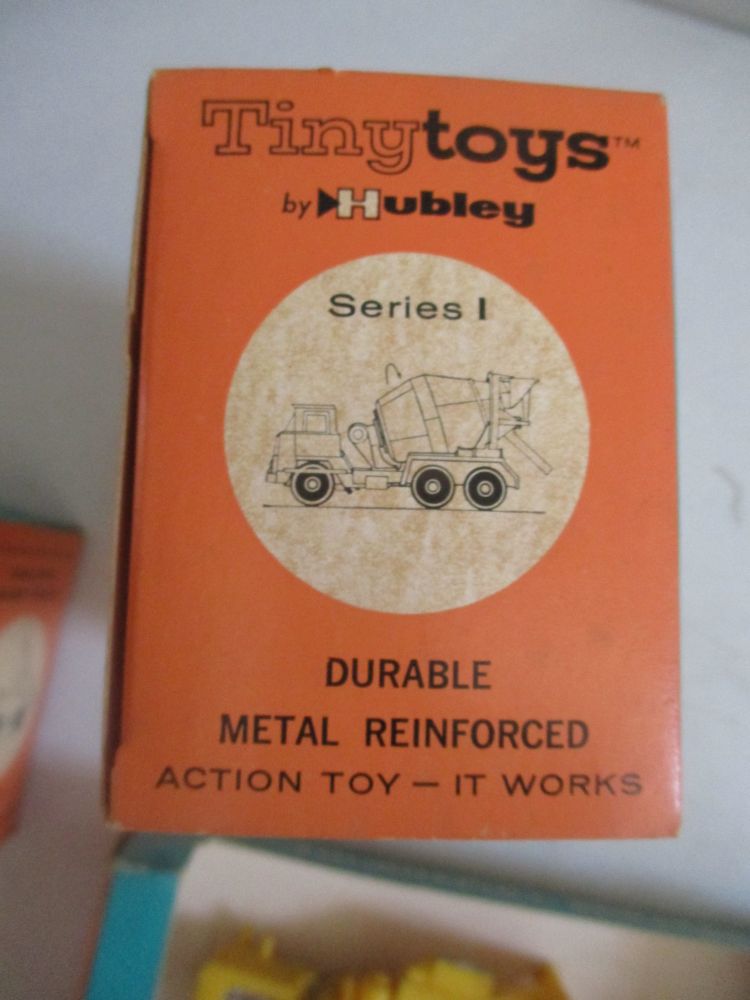 Tinytoys™
by Hubley
Series I
DURABLE
METAL REINFORCED
ACTION TOY — IT WORKS